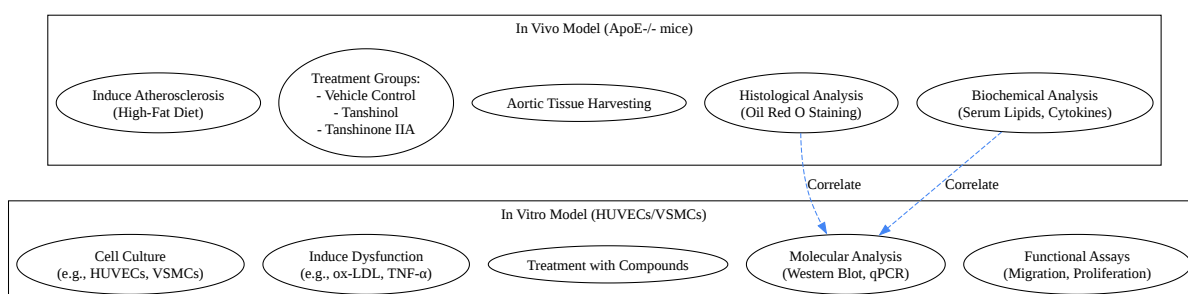 In Vivo Model (ApoE-/- mice)
Induce Atherosclerosis
(High-Fat Diet)
Treatment Groups:
- Vehicle Control
- Tanshinol
- Tanshinone IIA
Aortic Tissue Harvesting
Histological Analysis
(Oil Red O Staining)
Biochemical Analysis
(Serum Lipids, Cytokines)
Correlate
Correlate
In Vitro Model (HUVECs/VSMCs)
Cell Culture
(e.g., HUVECs, VSMCs)
Induce Dysfunction
(e.g., ox-LDL, TNF-α)
Treatment with Compounds
Molecular Analysis
(Western Blot, qPCR)
Functional Assays
(Migration, Proliferation)